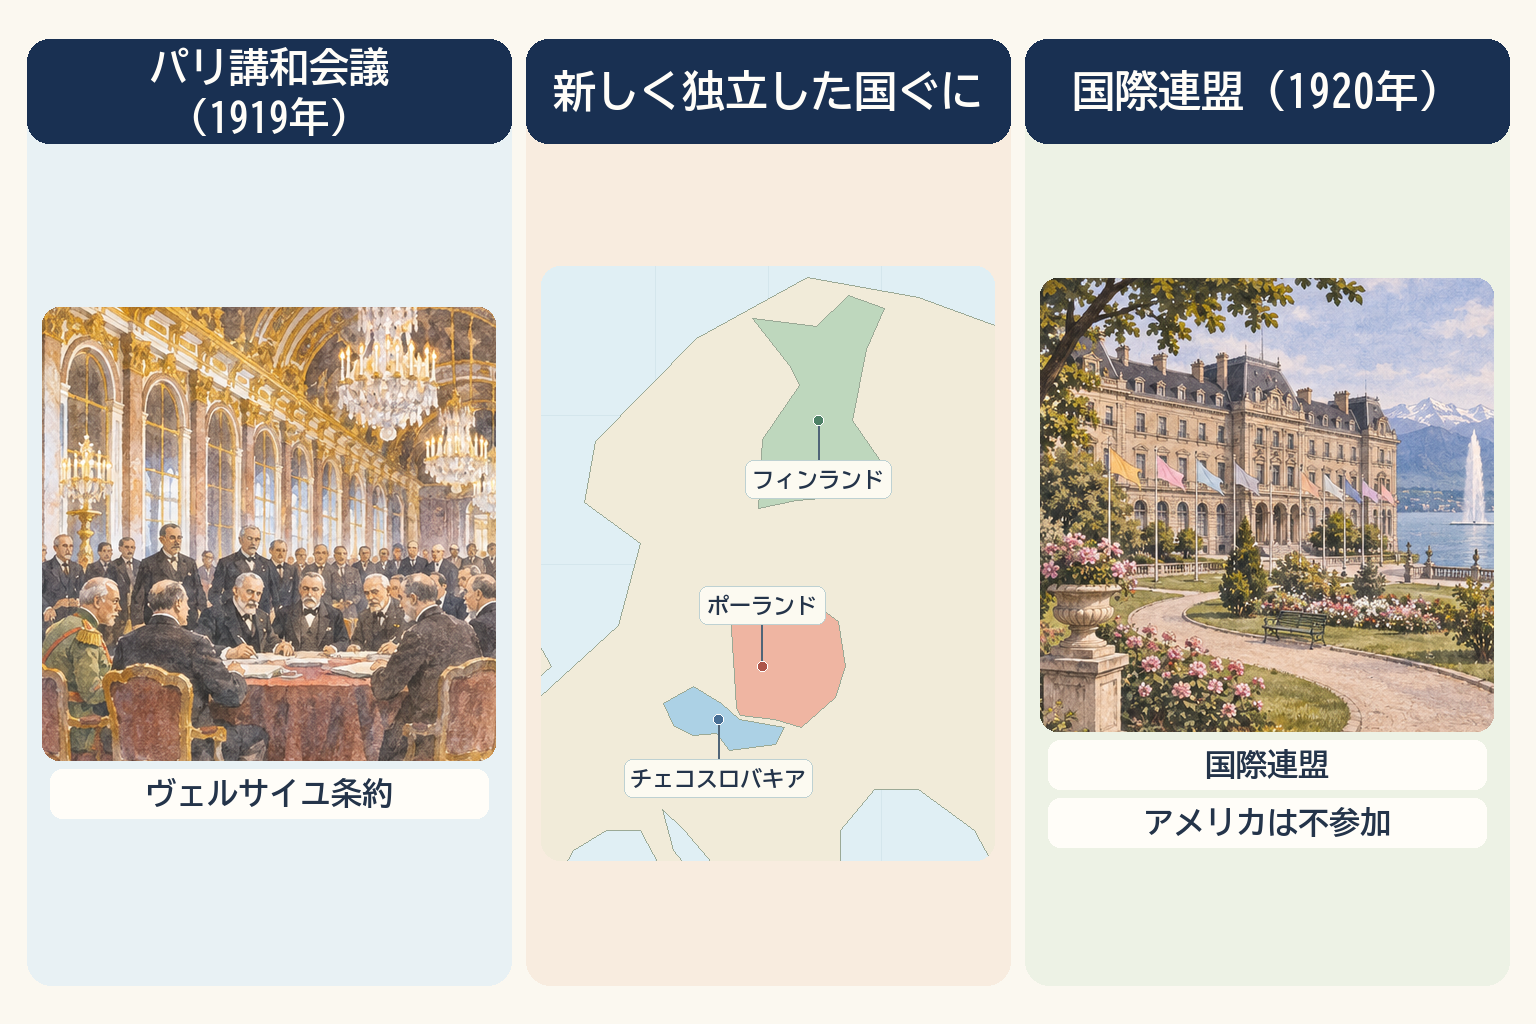 パリ講和会議
（1919年）
ヴェルサイユ条約
新しく独立した国ぐに
フィンランド
ポーランド
チェコスロバキア
国際連盟（1920年）
国際連盟
アメリカは不参加